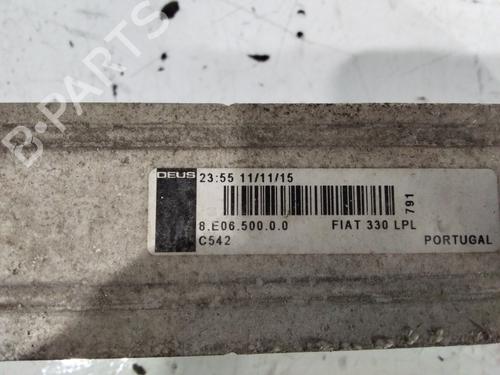 DEUS
23:55 11/11/15
791
8.E06.500.0.0 FIAT 330 LPL
C542 PORTUGAL
B-PARTS